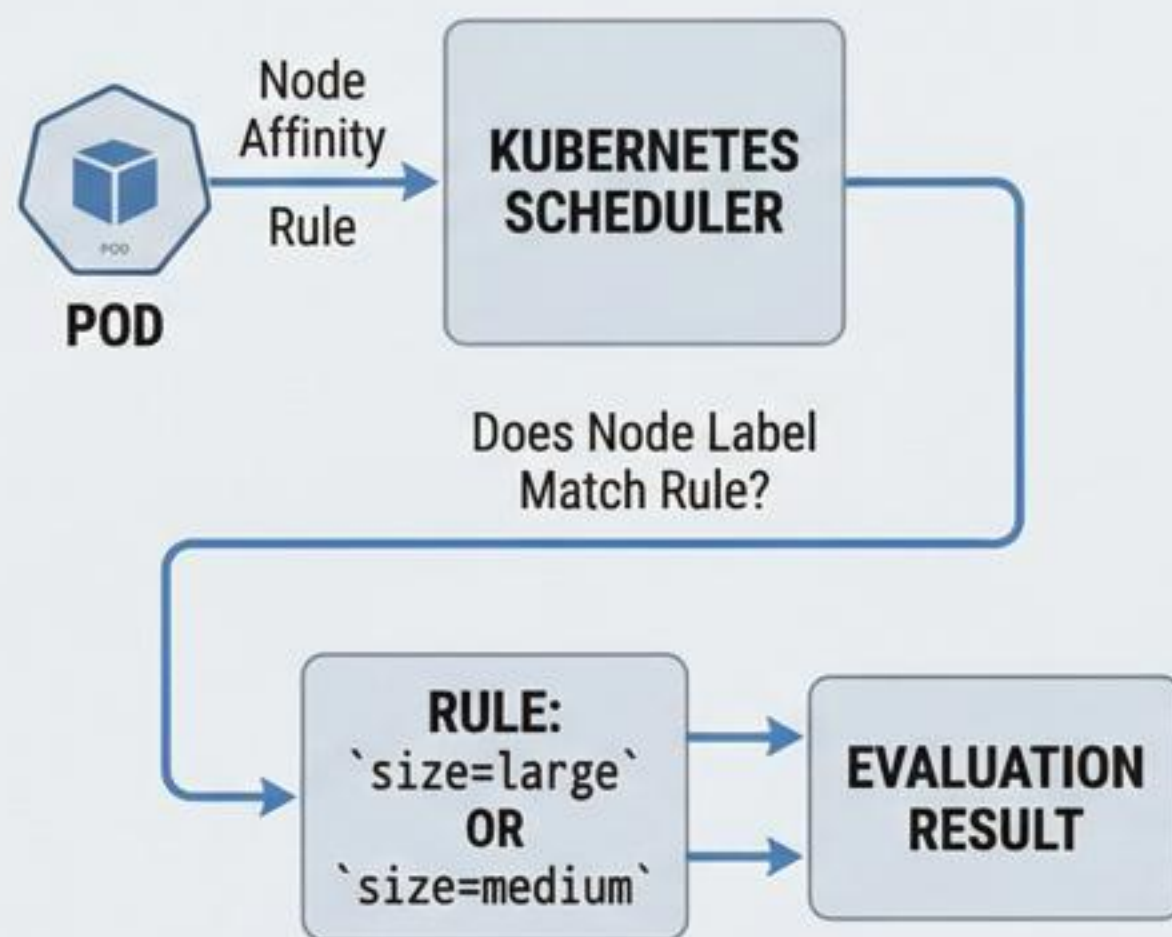 Node
Affinity
Rule
POD
POD
KUBERNETES
SCHEDULER
Does Node Label
Match Rule?
RULE:
`size=large`
OR
`size=medium`
EVALUATION
RESULT